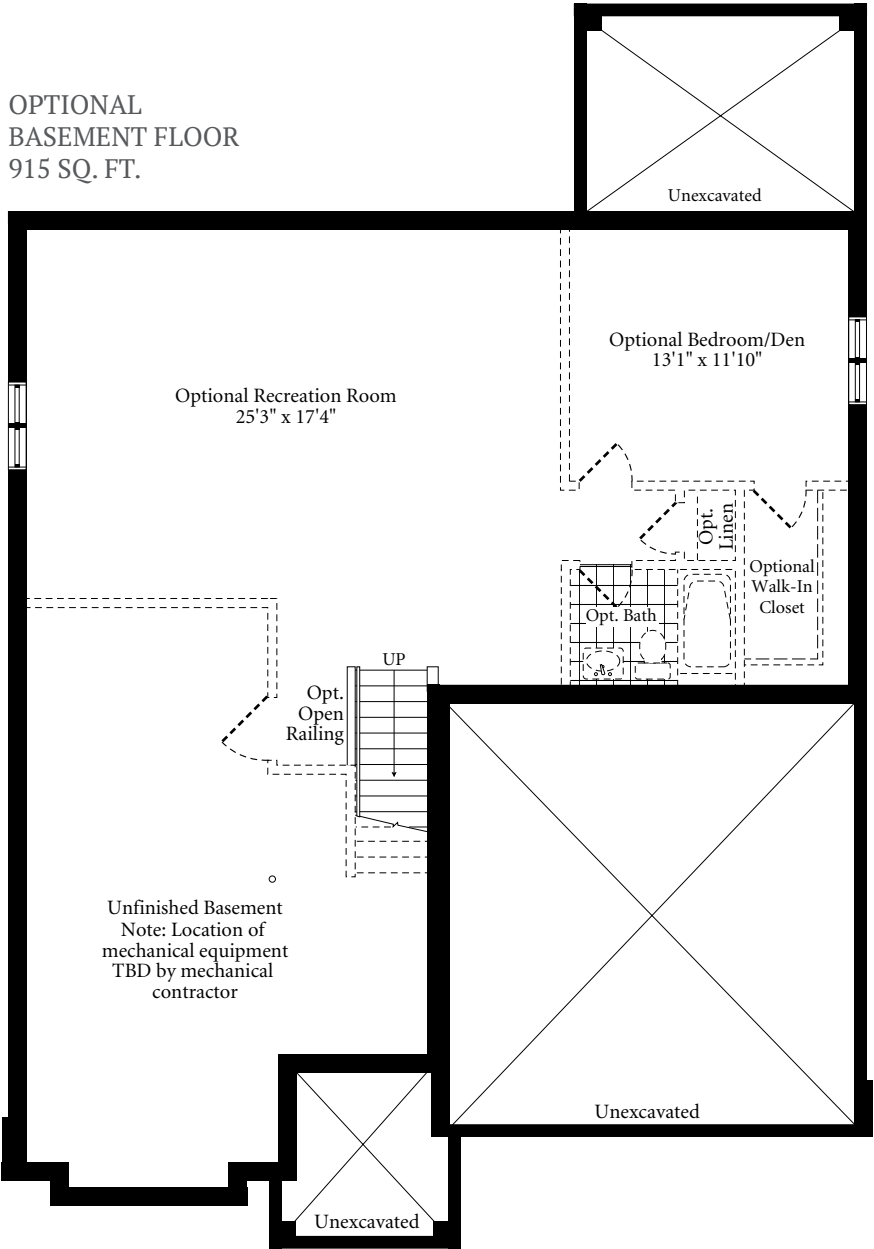 OPTIONAL
BASEMENT FLOOR
915 SQ. FT.
Unexcavated
Optional Bedroom/Den
13'1" x 11'10"
Optional Recreation Room
25'3" x 17'4"
Opt.
Linen
Optional
Walk-In
Closet
Opt. Bath
UP
Opt.
Open
Railing
Unfinished Basement
Note: Location of
mechanical equipment
TBD by mechanical
contractor
Unexcavated
Unexcavated